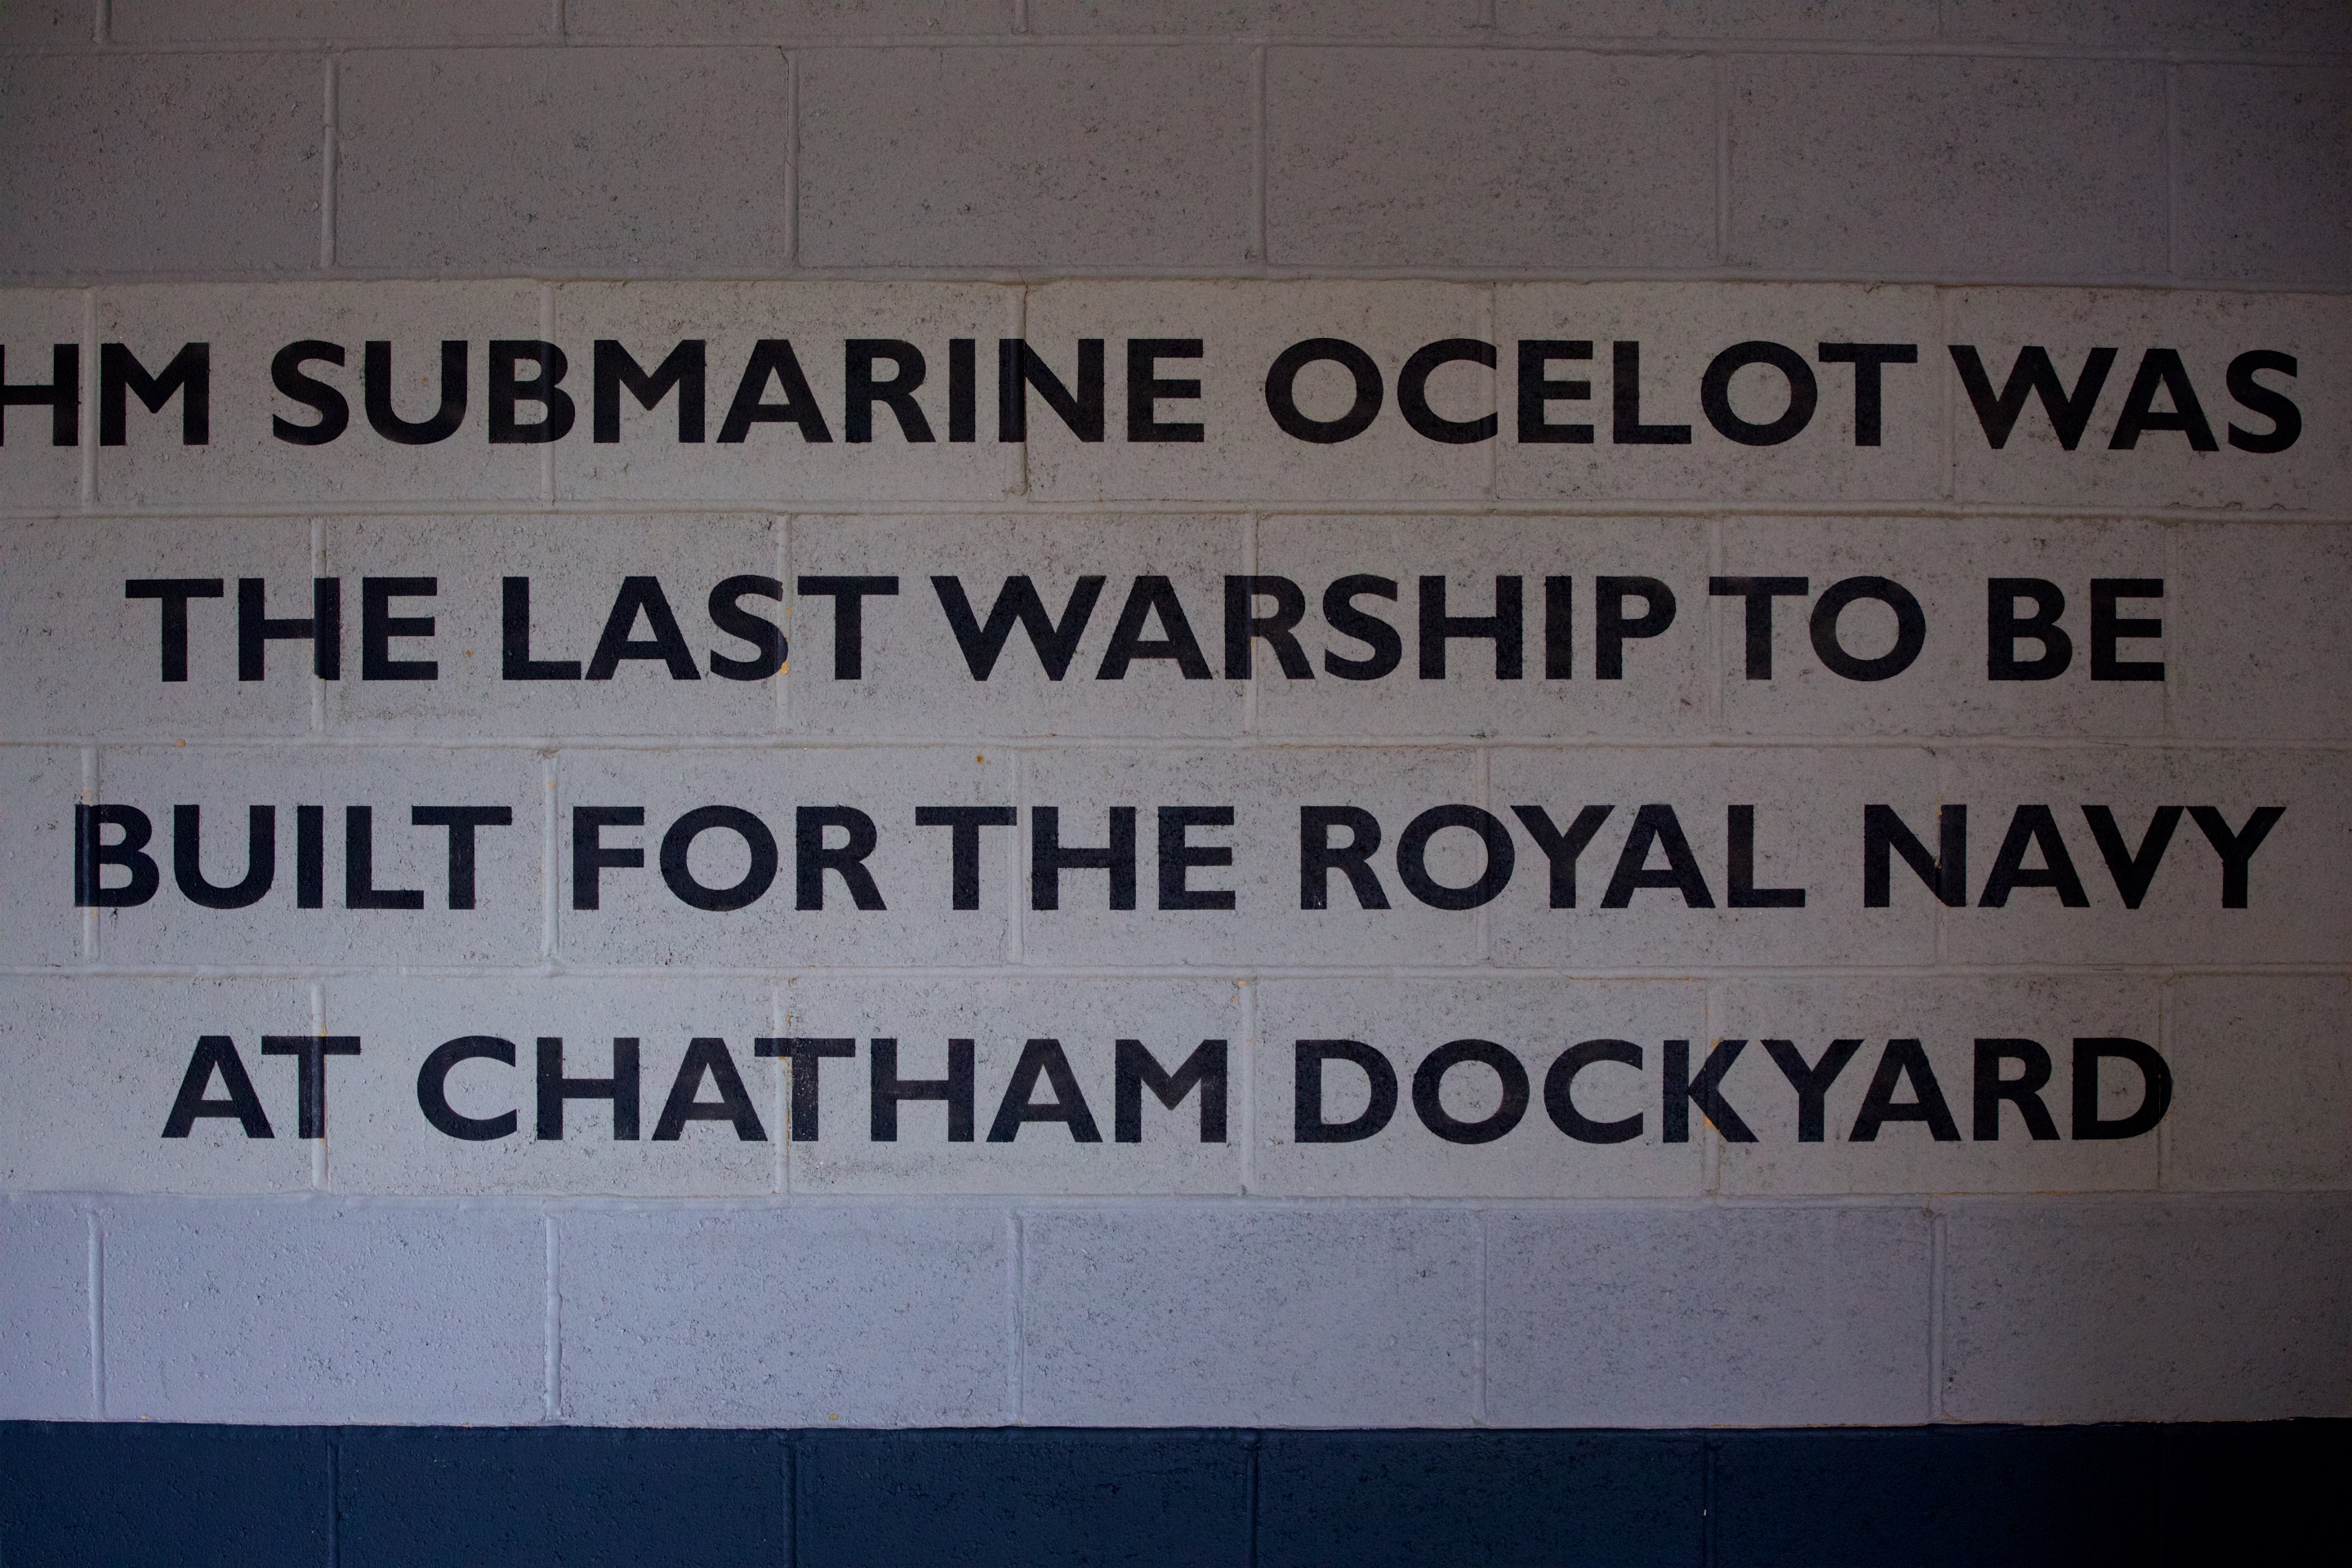 HM SUBMARINE OCELOT WAS
THE LAST WARSHIP TO BE
BUILT FOR THE ROYAL NAVY
AT CHATHAM DOCKYARD